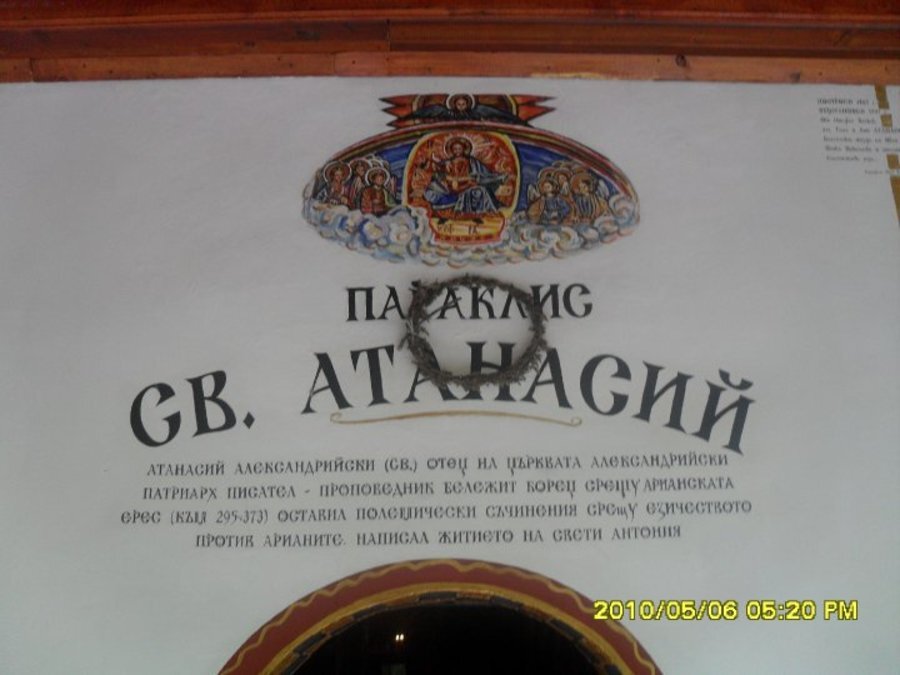 ПАРАКЛИС
СВ. АТАНАСИЙ
АТАНАСИЙ АЛЕКСАНДРИЙСКИ (СВ.) ОТЕЦ НА ЦЪРКВАТА АЛЕКСАНДРИЙСКИ
ПАТРИАРХ ПИСАТЕЛ - ПРОПОВЕДНИК БЕЛЕЖИТ БОРЕЦ СРЕЩУ АРИАНСКАТА
ЕРЕС (КЪМ 295-373) ОСТАВИЛ ПОЛЕМИЧЕСКИ СЪЧИНЕНИЯ СРЕЩУ ЕЗИЧЕСТВОТО
ПРОТИВ АРИАНИТЕ. НАПИСАЛ ЖИТИЕТО НА СВЕТИ АНТОНИЯ
2010/05/06 05:20 PM